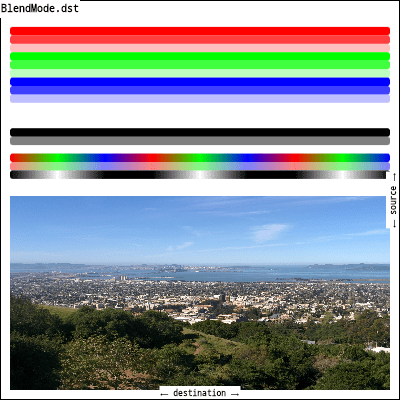 BlendMode.dst
← source →
← destination →